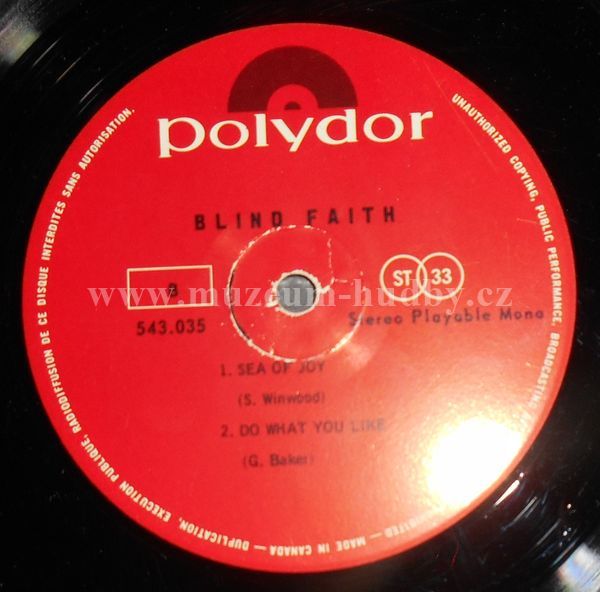 polydor
BLIND FAITH
B
543.035
ST 33
Stereo Playable Mono
www.muzeum-hudby.cz
1. SEA OF JOY
(S. Winwood)
2. DO WHAT YOU LIKE
(G. Baker)
UNAUTHORIZED COPYING, PUBLIC PERFORMANCE, BROADCASTING
— MADE IN CANADA — DUPLICATION, EXECUTION PUBLIQUE, RADIODIFFUSION DE CE DISQUE INTERDITES SANS AUTORISATION.